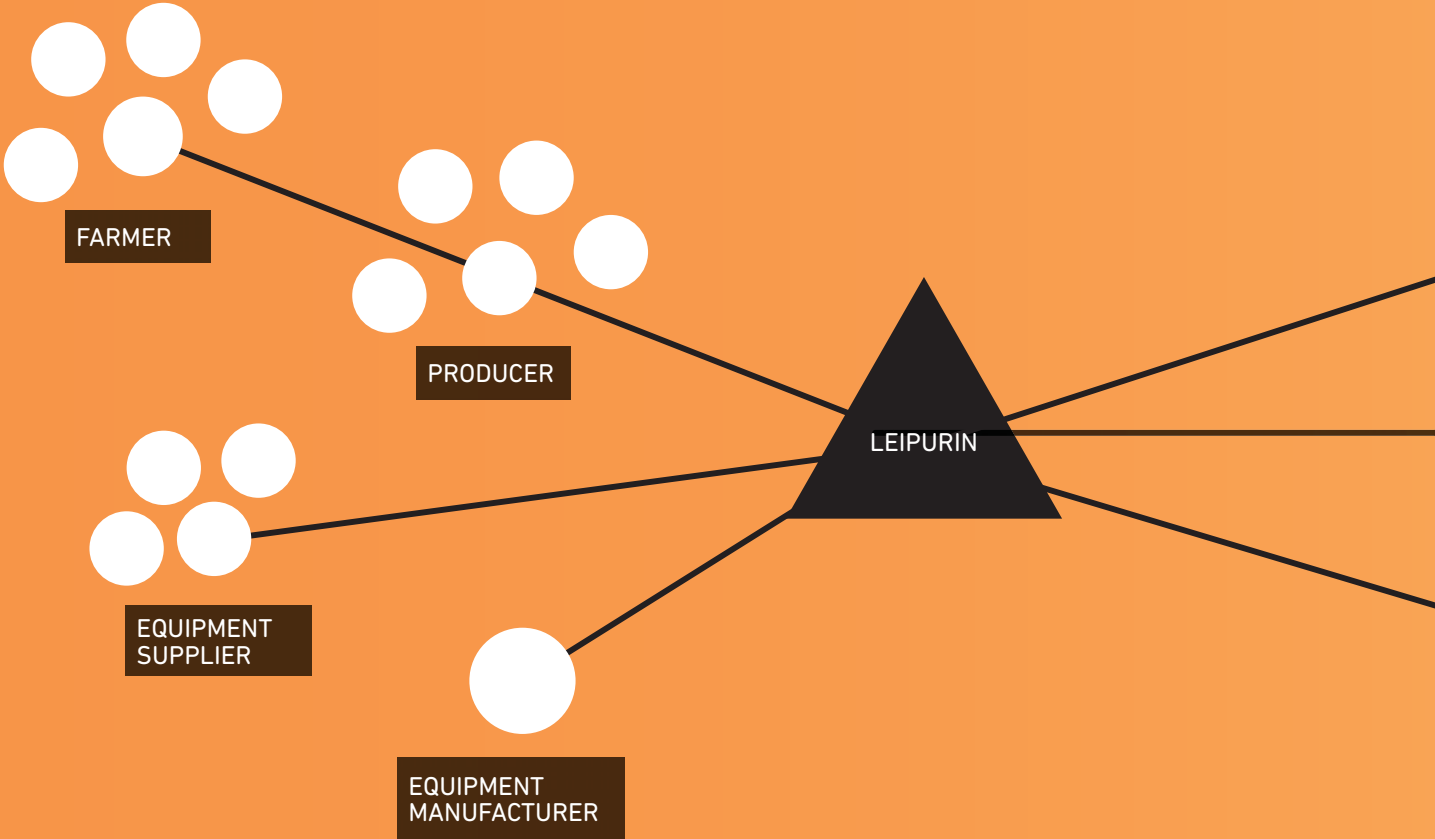 FARMER
PRODUCER
LEIPURIN
EQUIPMENT
SUPPLIER
EQUIPMENT
MANUFACTURER